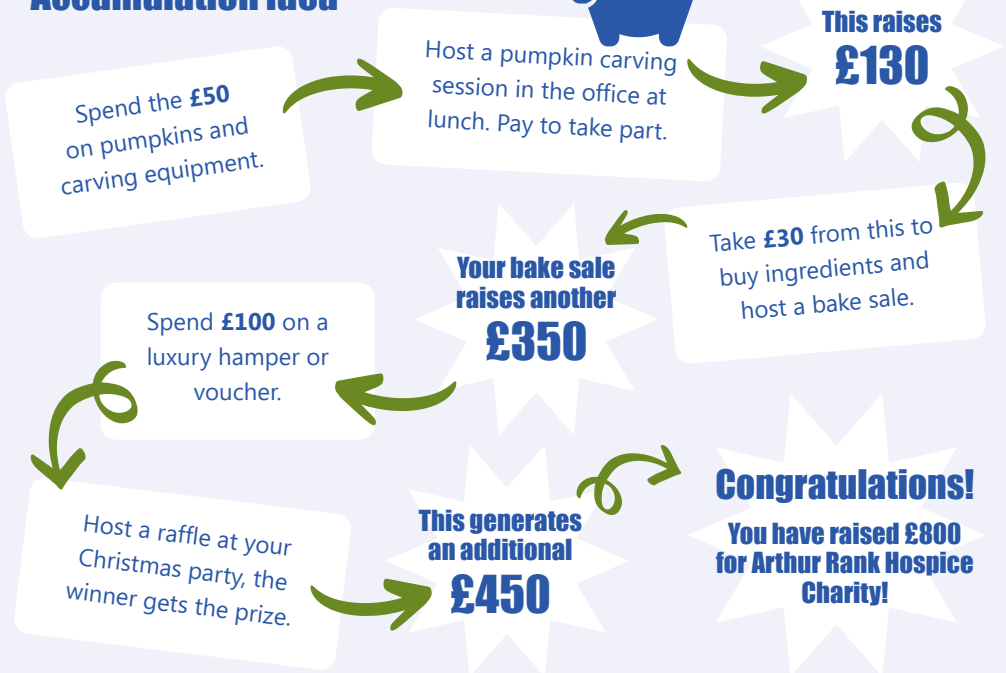 Accumulation Idea
Spend the £50
on pumpkins and
carving equipment.
Host a pumpkin carving
session in the office at
lunch. Pay to take part.
This raises
£130
Take £30 from this to
buy ingredients and
host a bake sale.
Your bake sale
raises another
£350
Spend £100 on a
luxury hamper or
voucher.
Host a raffle at your
Christmas party, the
winner gets the prize.
This generates
an additional
£450
Congratulations!
You have raised £800
for Arthur Rank Hospice
Charity!